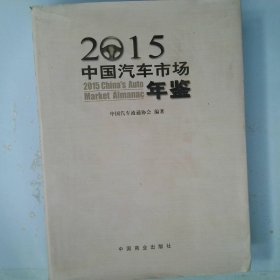 2015
中国汽车市场
2015 China's Auto
Market Almanac
年鉴
中国汽车流通协会 编著
中国商业出版社